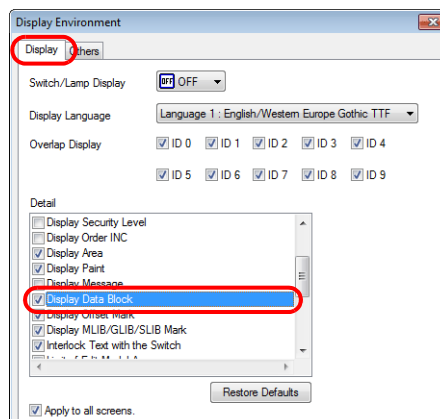 Display Environment
Display Others
Switch/Lamp Display OFF OFF
Display Language Language 1 : English/Western Europe Gothic TTF
Overlap Display ID 0 ID 1 ID 2 ID 3 ID 4
ID 5 ID 6 ID 7 ID 8 ID 9
Detail
Display Security Level
Display Order INC
Display Area
Display Paint
Display Message
Display Data Block
Display Offset Mark
Display MLIB/GLIB/SLIB Mark
Interlock Text with the Switch
Restore Defaults
Apply to all screens.